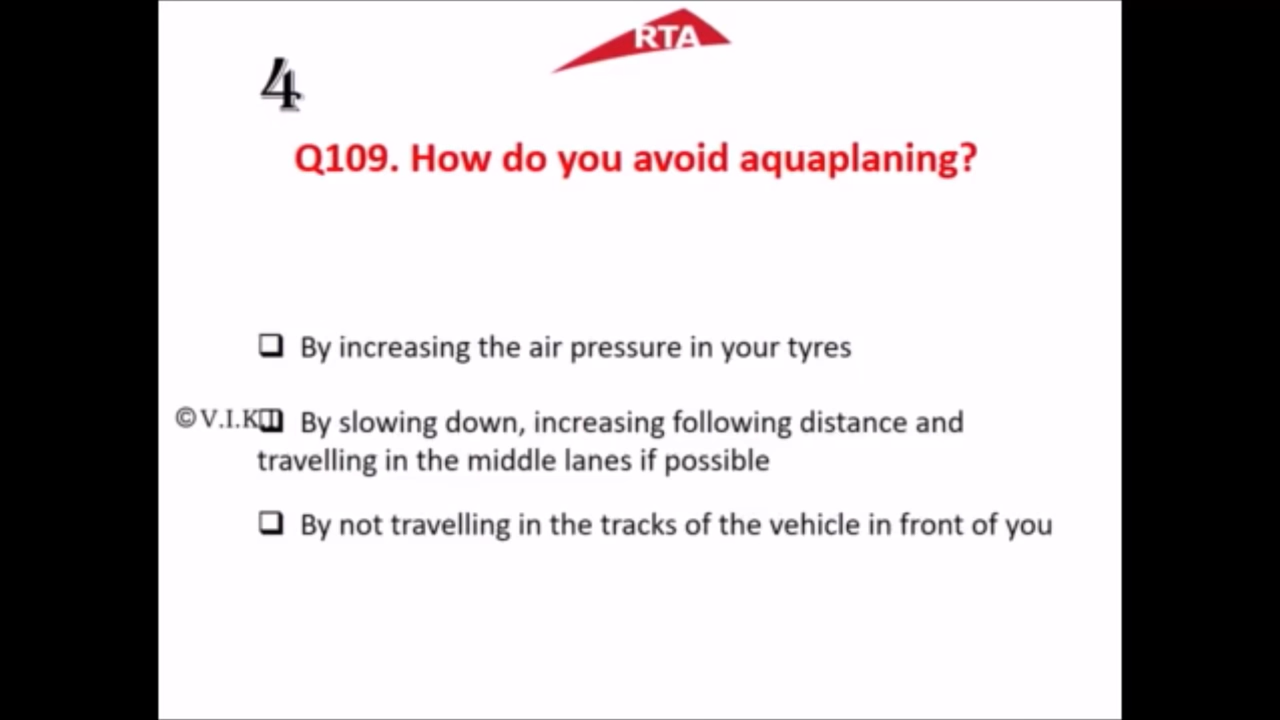 RTA
4
Q109. How do you avoid aquaplaning?
By increasing the air pressure in your tyres
©V.I.K
By slowing down, increasing following distance and
travelling in the middle lanes if possible
By not travelling in the tracks of the vehicle in front of you